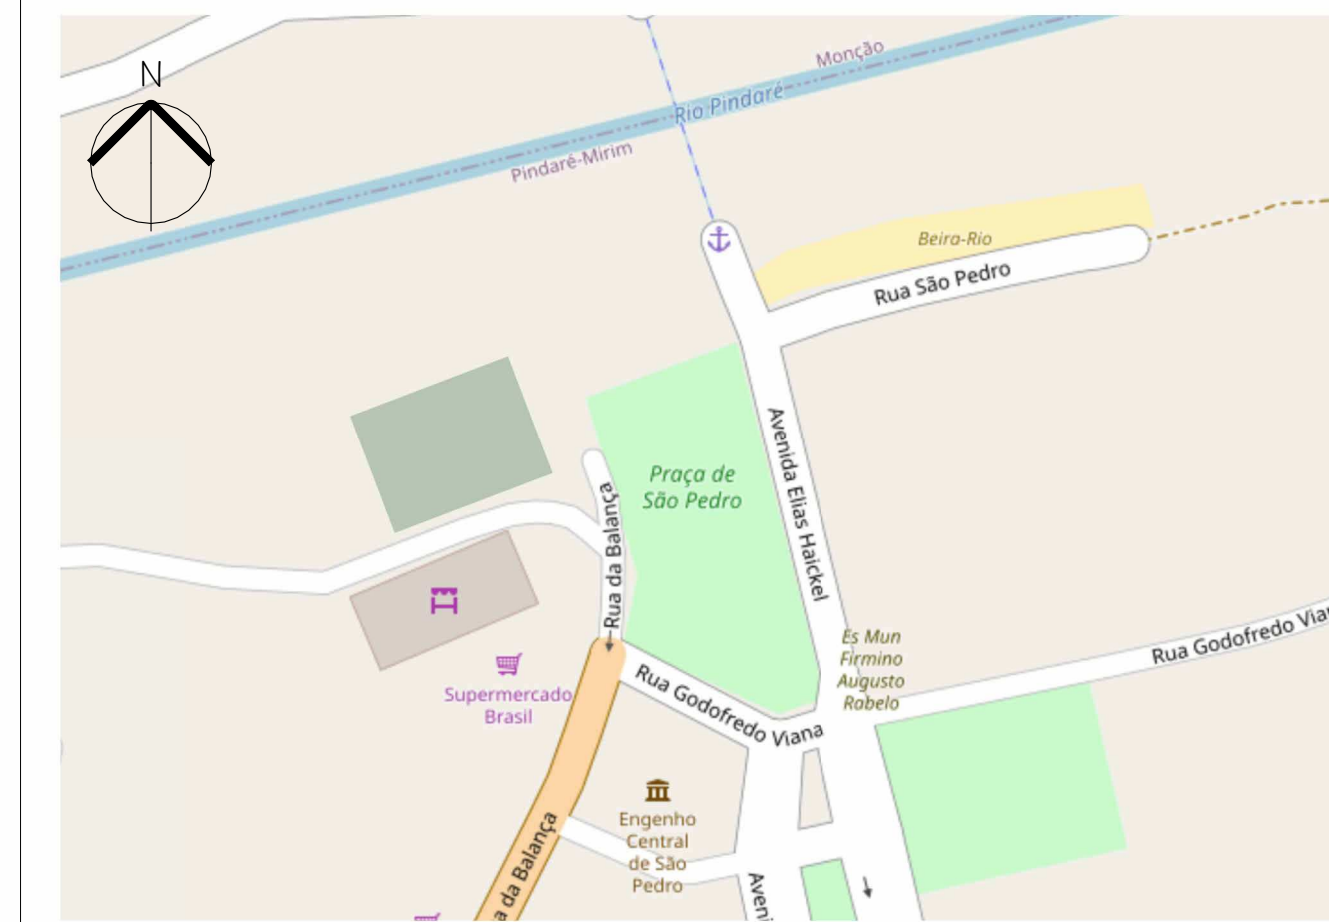 N
Monção
Rio Pindaré
Pindaré-Mirim
Beira-Rio
Rua São Pedro
Avenida Elias Haickel
Praça de
São Pedro
Rua da Balança
Es Mun
Firmino
Augusto
Rabelo
Rua Godofredo Via
Supermercado
Brasil
Rua Godofredo Viana
Engenho
Central
de São
Pedro
a da Balança
Aveni